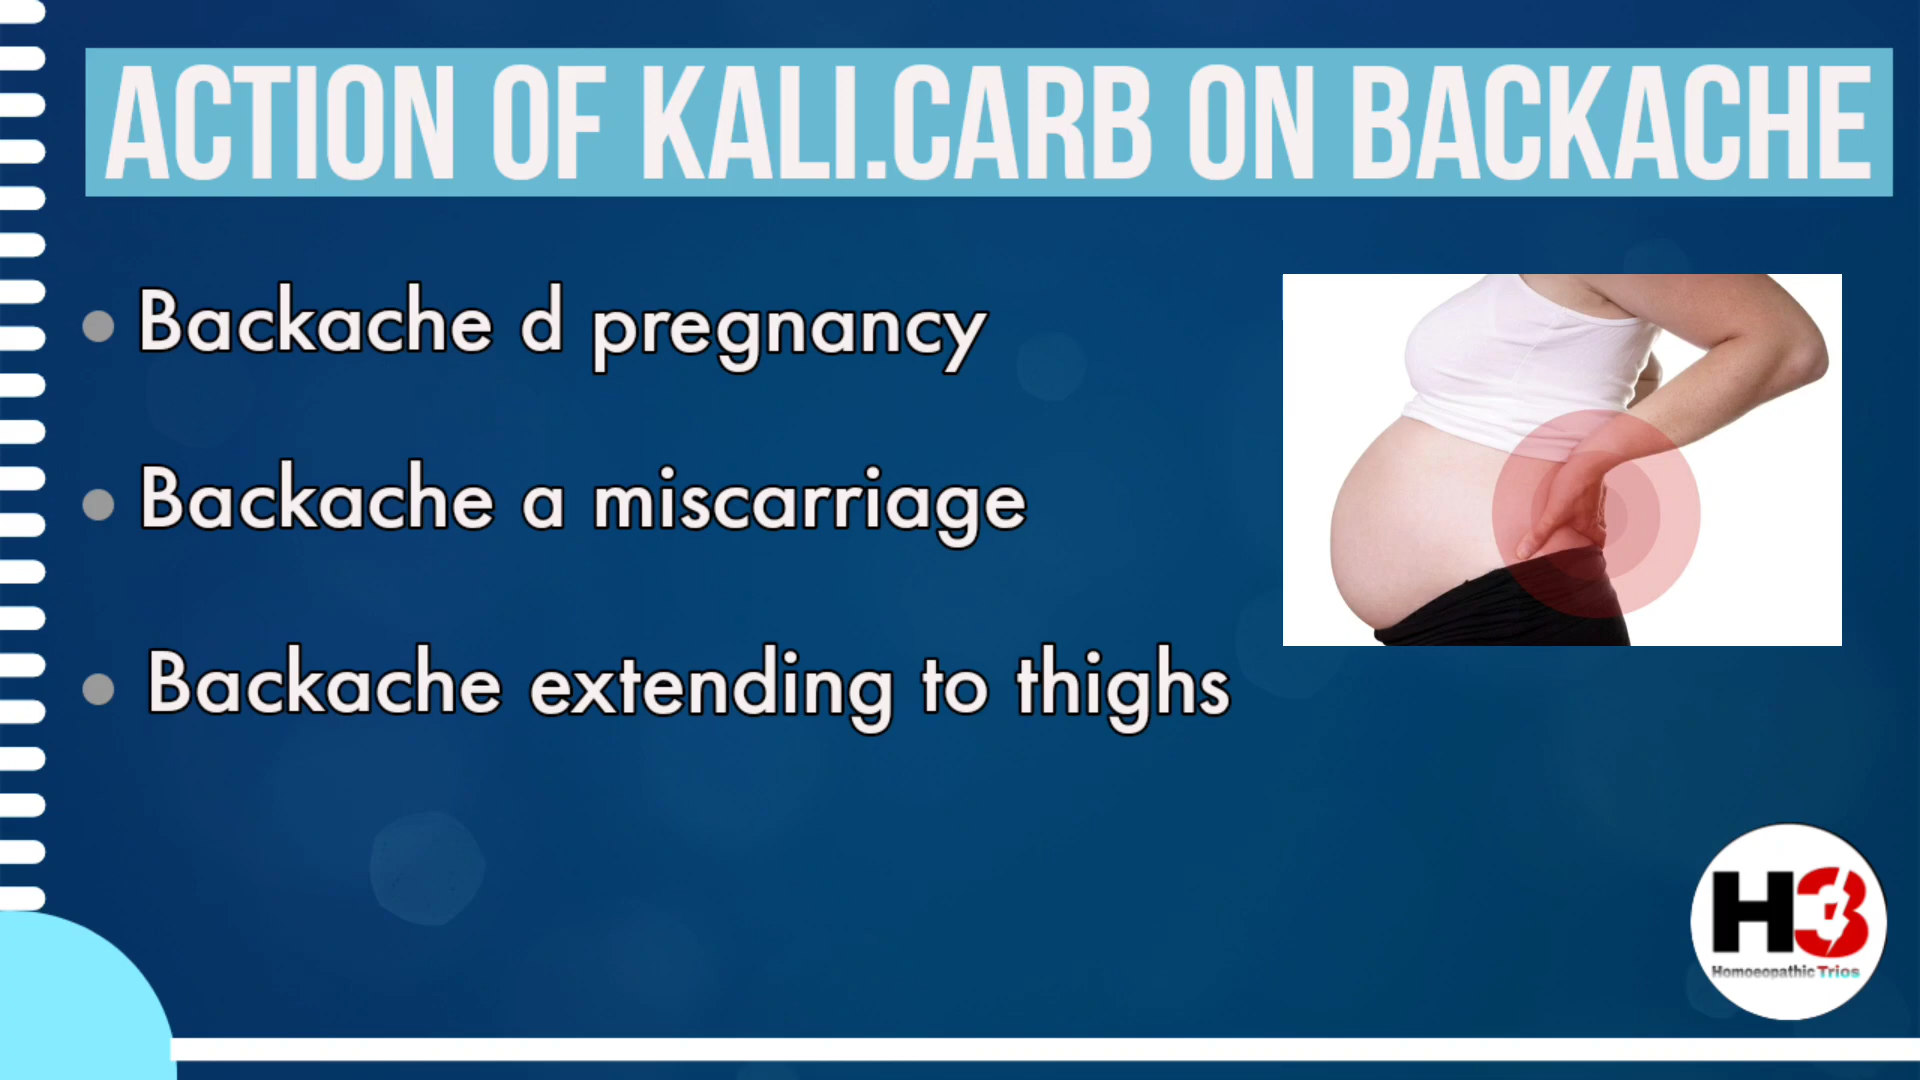 ACTION OF KALI.CARB ON BACKACHE
Backache d pregnancy
Backache a miscarriage
Backache extending to thighs
H3
Homoeopathic Trios